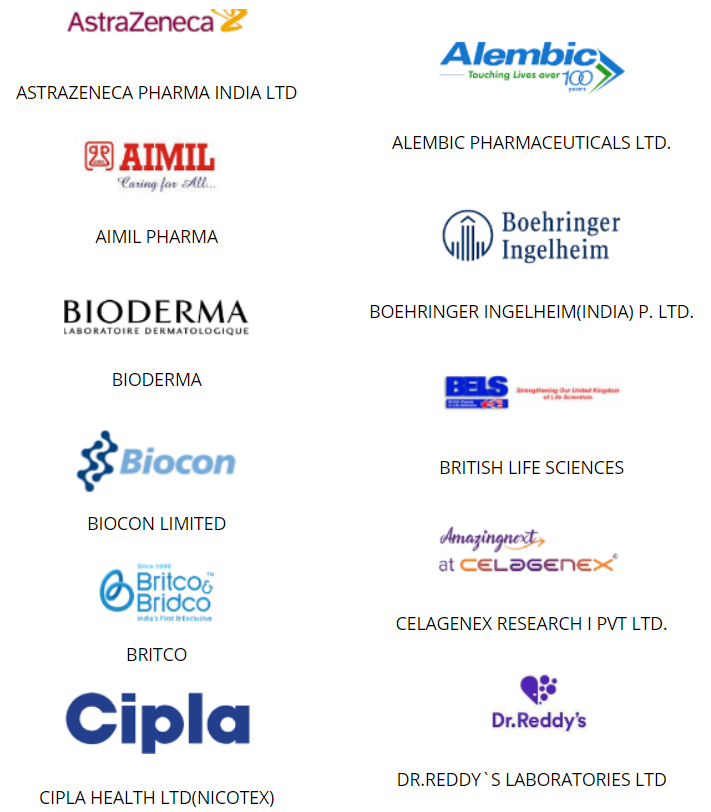 AstraZeneca
ASTRAZENECA PHARMA INDIA LTD
AIMIL
Caring for All...
AIMIL PHARMA
BIODERMA
LABORATOIRE DERMATOLOGIQUE
BIODERMA
Biocon
BIOCON LIMITED
Since 1998
Britco&
Bridco™
India's First & Exclusive
BRITCO
Cipla
CIPLA HEALTH LTD(NICOTEX)
Alembic
Touching Lives over 100
years
ALEMBIC PHARMACEUTICALS LTD.
Boehringer
Ingelheim
BOEHRINGER INGELHEIM(INDIA) P. LTD.
BELS
Strengthening Our United Kingdom
of Life Scientists
BRITISH LIFE SCIENCES
Amazingnext
at CELAGENEX®
CELAGENEX RESEARCH I PVT LTD.
Dr.Reddy's
DR.REDDY`S LABORATORIES LTD